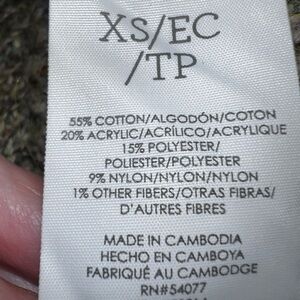 XS/EC
/TP
55% COTTON/ALGODÓN/COTON
20% ACRYLIC/ACRÍLICO/ACRYLIQUE
15% POLYESTER/
POLIESTER/POLYESTER
9% NYLON/NYLON/NYLON
1% OTHER FIBERS/OTRAS FIBRAS/
D'AUTRES FIBRES
MADE IN CAMBODIA
HECHO EN CAMBOYA
FABRIQUÉ AU CAMBODGE
RN#54077